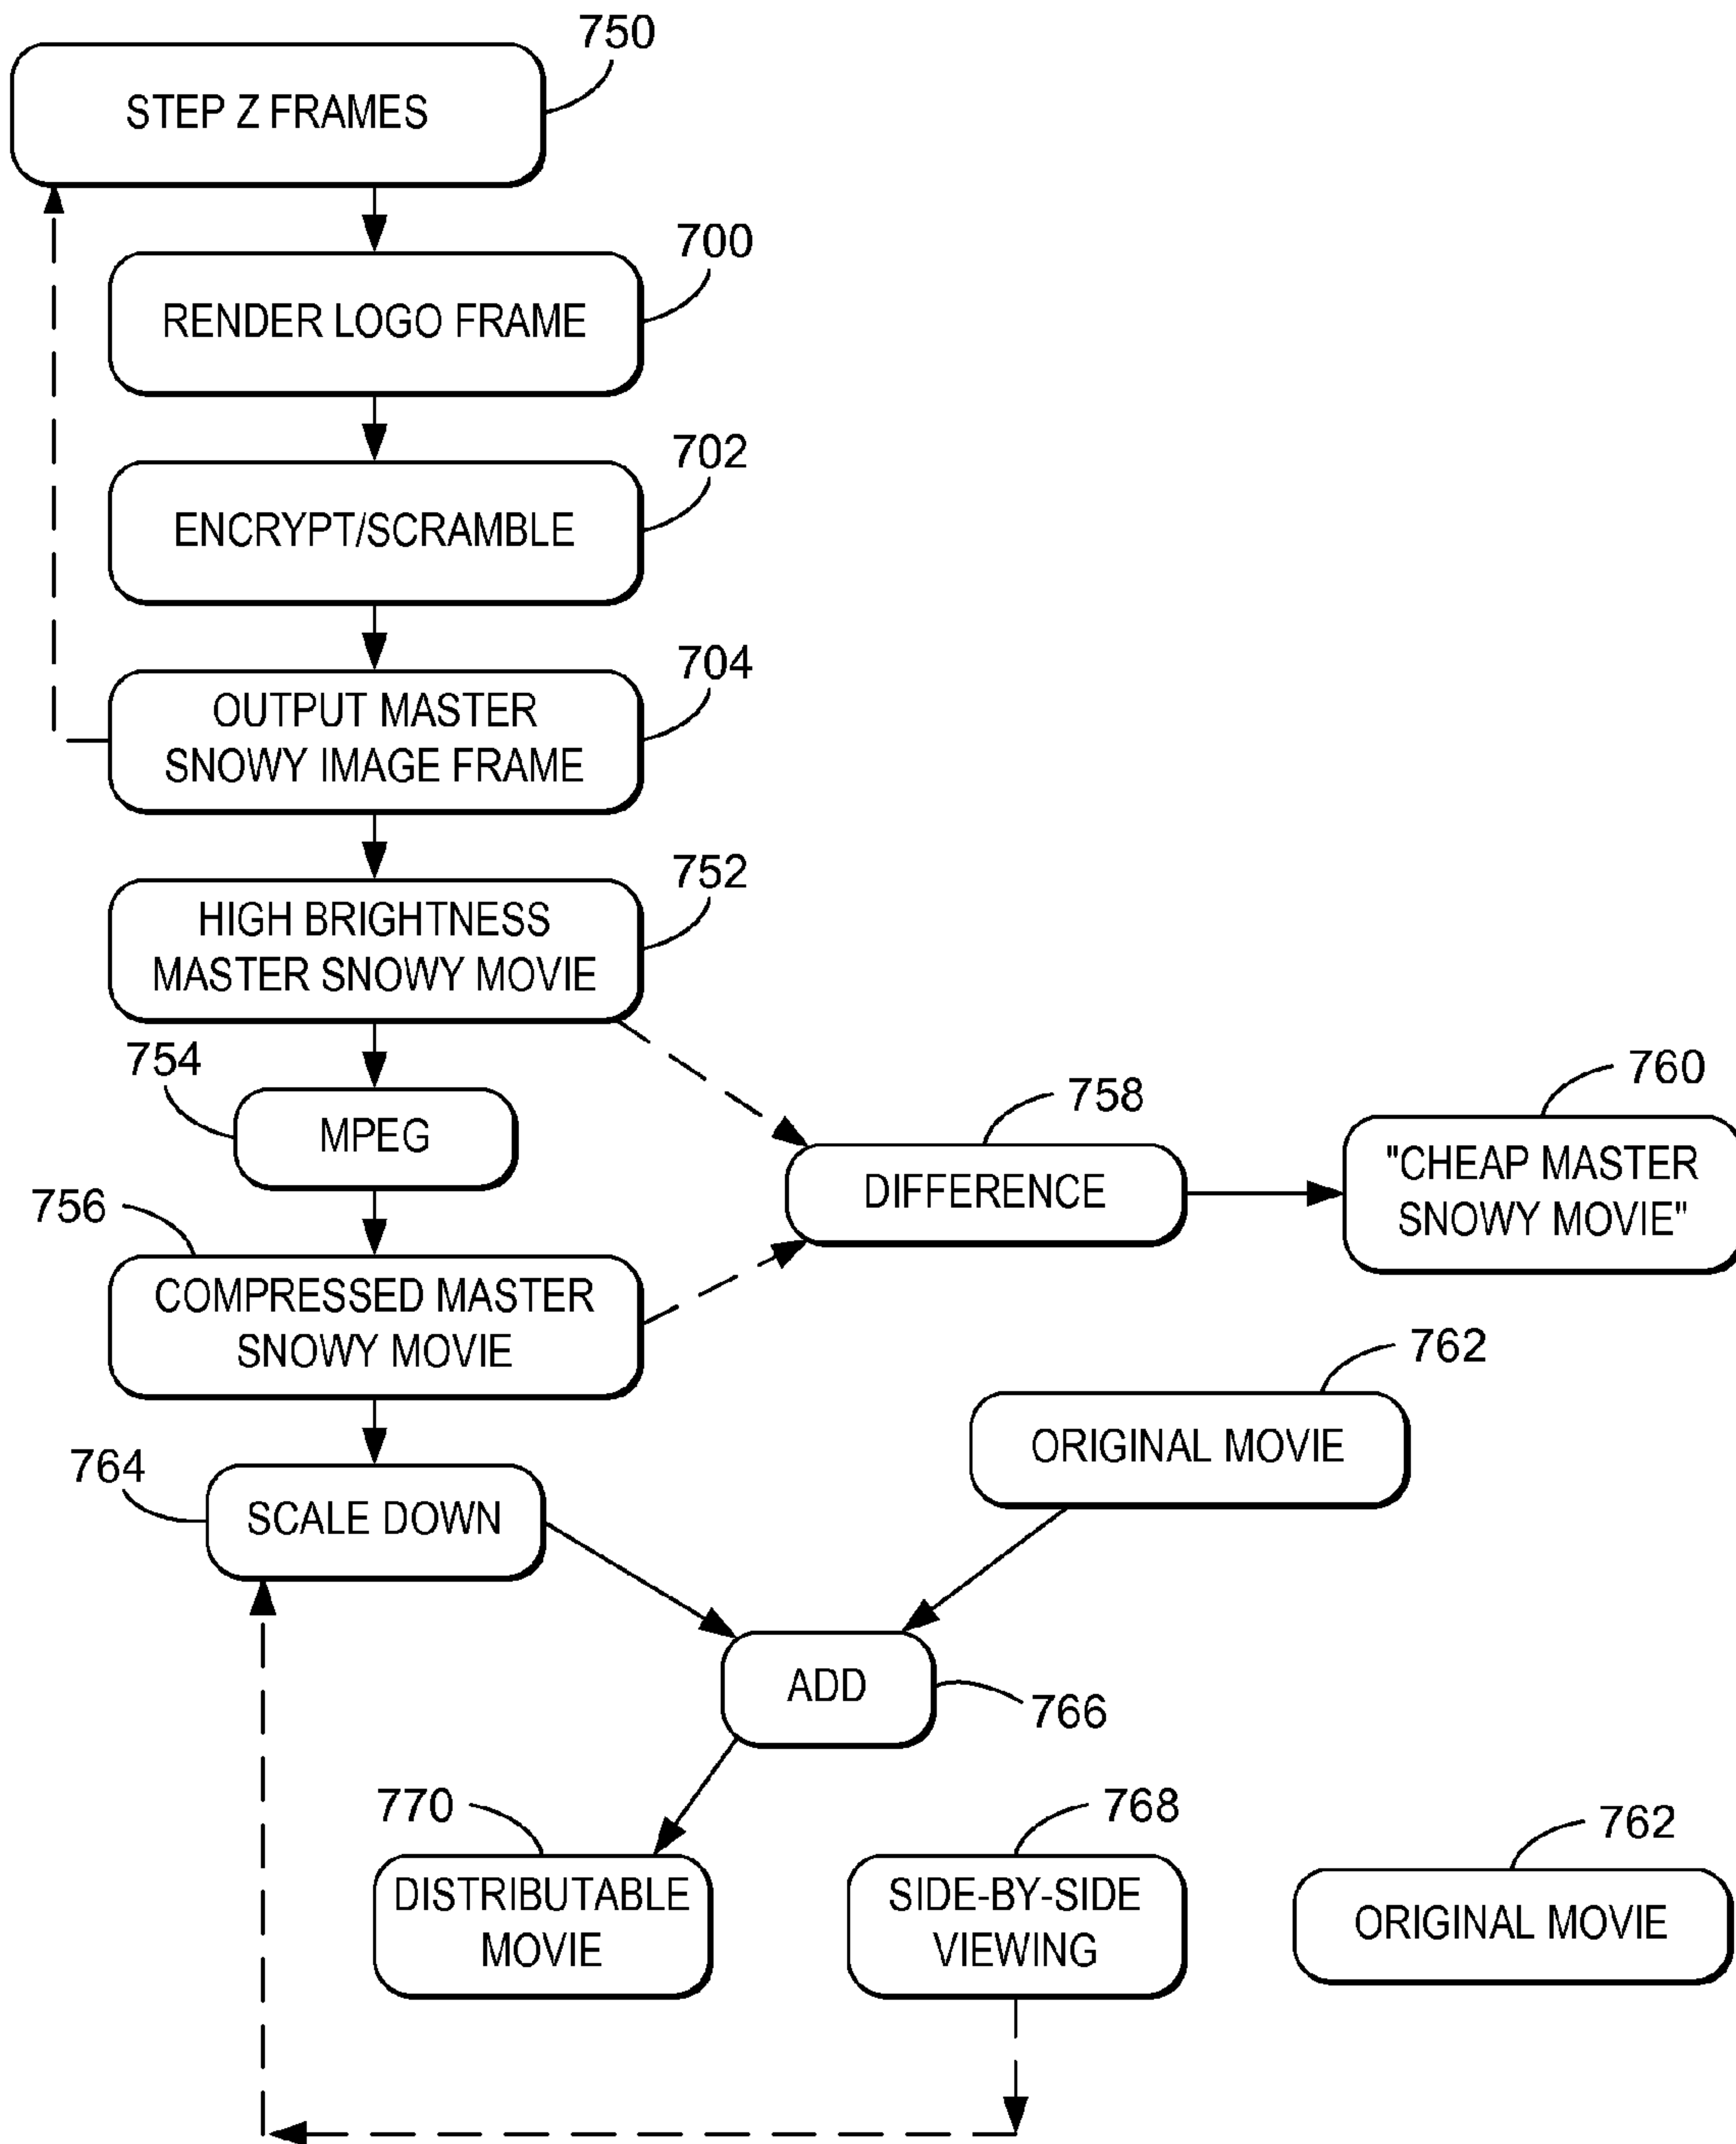 750
STEP Z FRAMES
700
RENDER LOGO FRAME
702
ENCRYPT/SCRAMBLE
704
OUTPUT MASTER
SNOWY IMAGE FRAME
752
HIGH BRIGHTNESS
MASTER SNOWY MOVIE
754
MPEG
758
DIFFERENCE
760
"CHEAP MASTER
SNOWY MOVIE"
756
COMPRESSED MASTER
SNOWY MOVIE
762
ORIGINAL MOVIE
764
SCALE DOWN
ADD
766
770
DISTRIBUTABLE
MOVIE
768
SIDE-BY-SIDE
VIEWING
762
ORIGINAL MOVIE